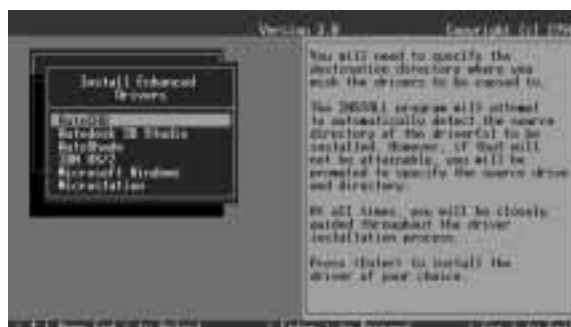 Version 3.0
Copyright (c)
Install Enhanced
Drivers
AutoCAD
Autodesk 3D Studio
AutoShade
IBM OS/2
Microsoft Windows
Microstation
You will need to specify the
destination directory where you
wish the drivers to be copied to.
The INSTALL program will attempt
to automatically detect the source
directory of the driver(s) to be
installed. However, if that will
not be attainable, you will be
prompted to specify the source drive
and directory.
At all times, you will be closely
guided throughout the driver
installation process.
Press <Enter> to install the
driver of your choice.